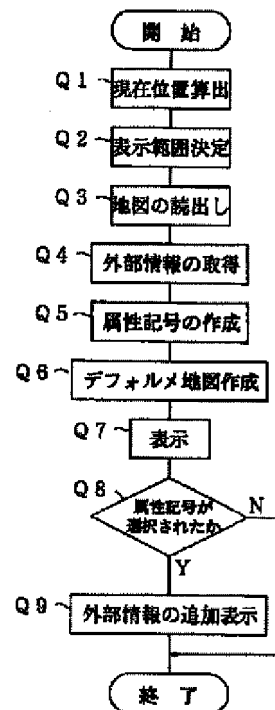 開始
Q1
現在位置算出
Q2
表示範囲決定
Q3
地図の読出し
Q4
外部情報の取得
Q5
属性記号の作成
Q6
デフォルメ地図作成
Q7
表示
Q8
属性記号が
選択されたか
N
Y
Q9
外部情報の追加表示
終了